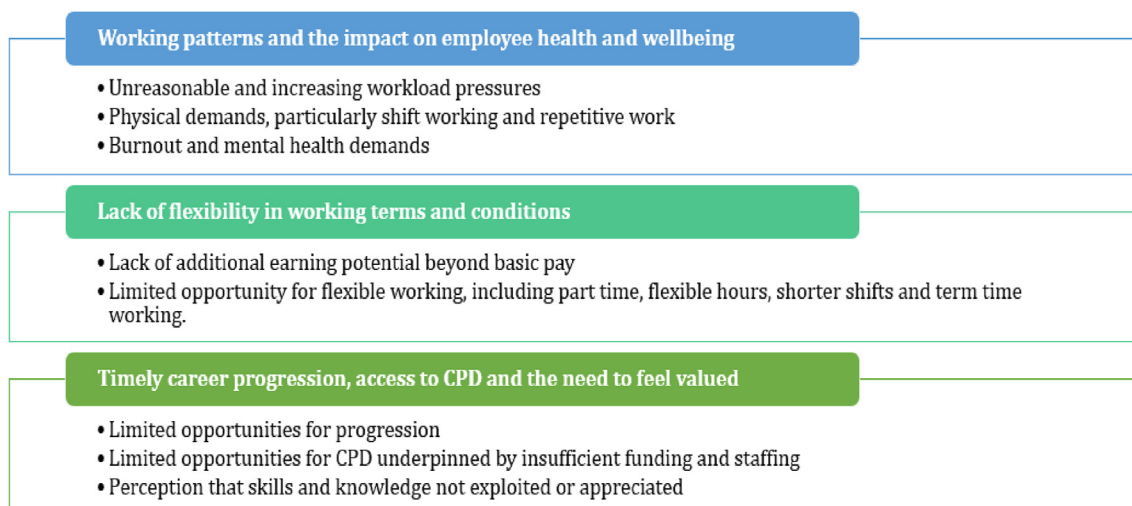 Working patterns and the impact on employee health and wellbeing
• Unreasonable and increasing workload pressures
• Physical demands, particularly shift working and repetitive work
• Burnout and mental health demands
Lack of flexibility in working terms and conditions
• Lack of additional earning potential beyond basic pay
• Limited opportunity for flexible working, including part time, flexible hours, shorter shifts and term time
working.
Timely career progression, access to CPD and the need to feel valued
• Limited opportunities for progression
• Limited opportunities for CPD underpinned by insufficient funding and staffing
• Perception that skills and knowledge not exploited or appreciated